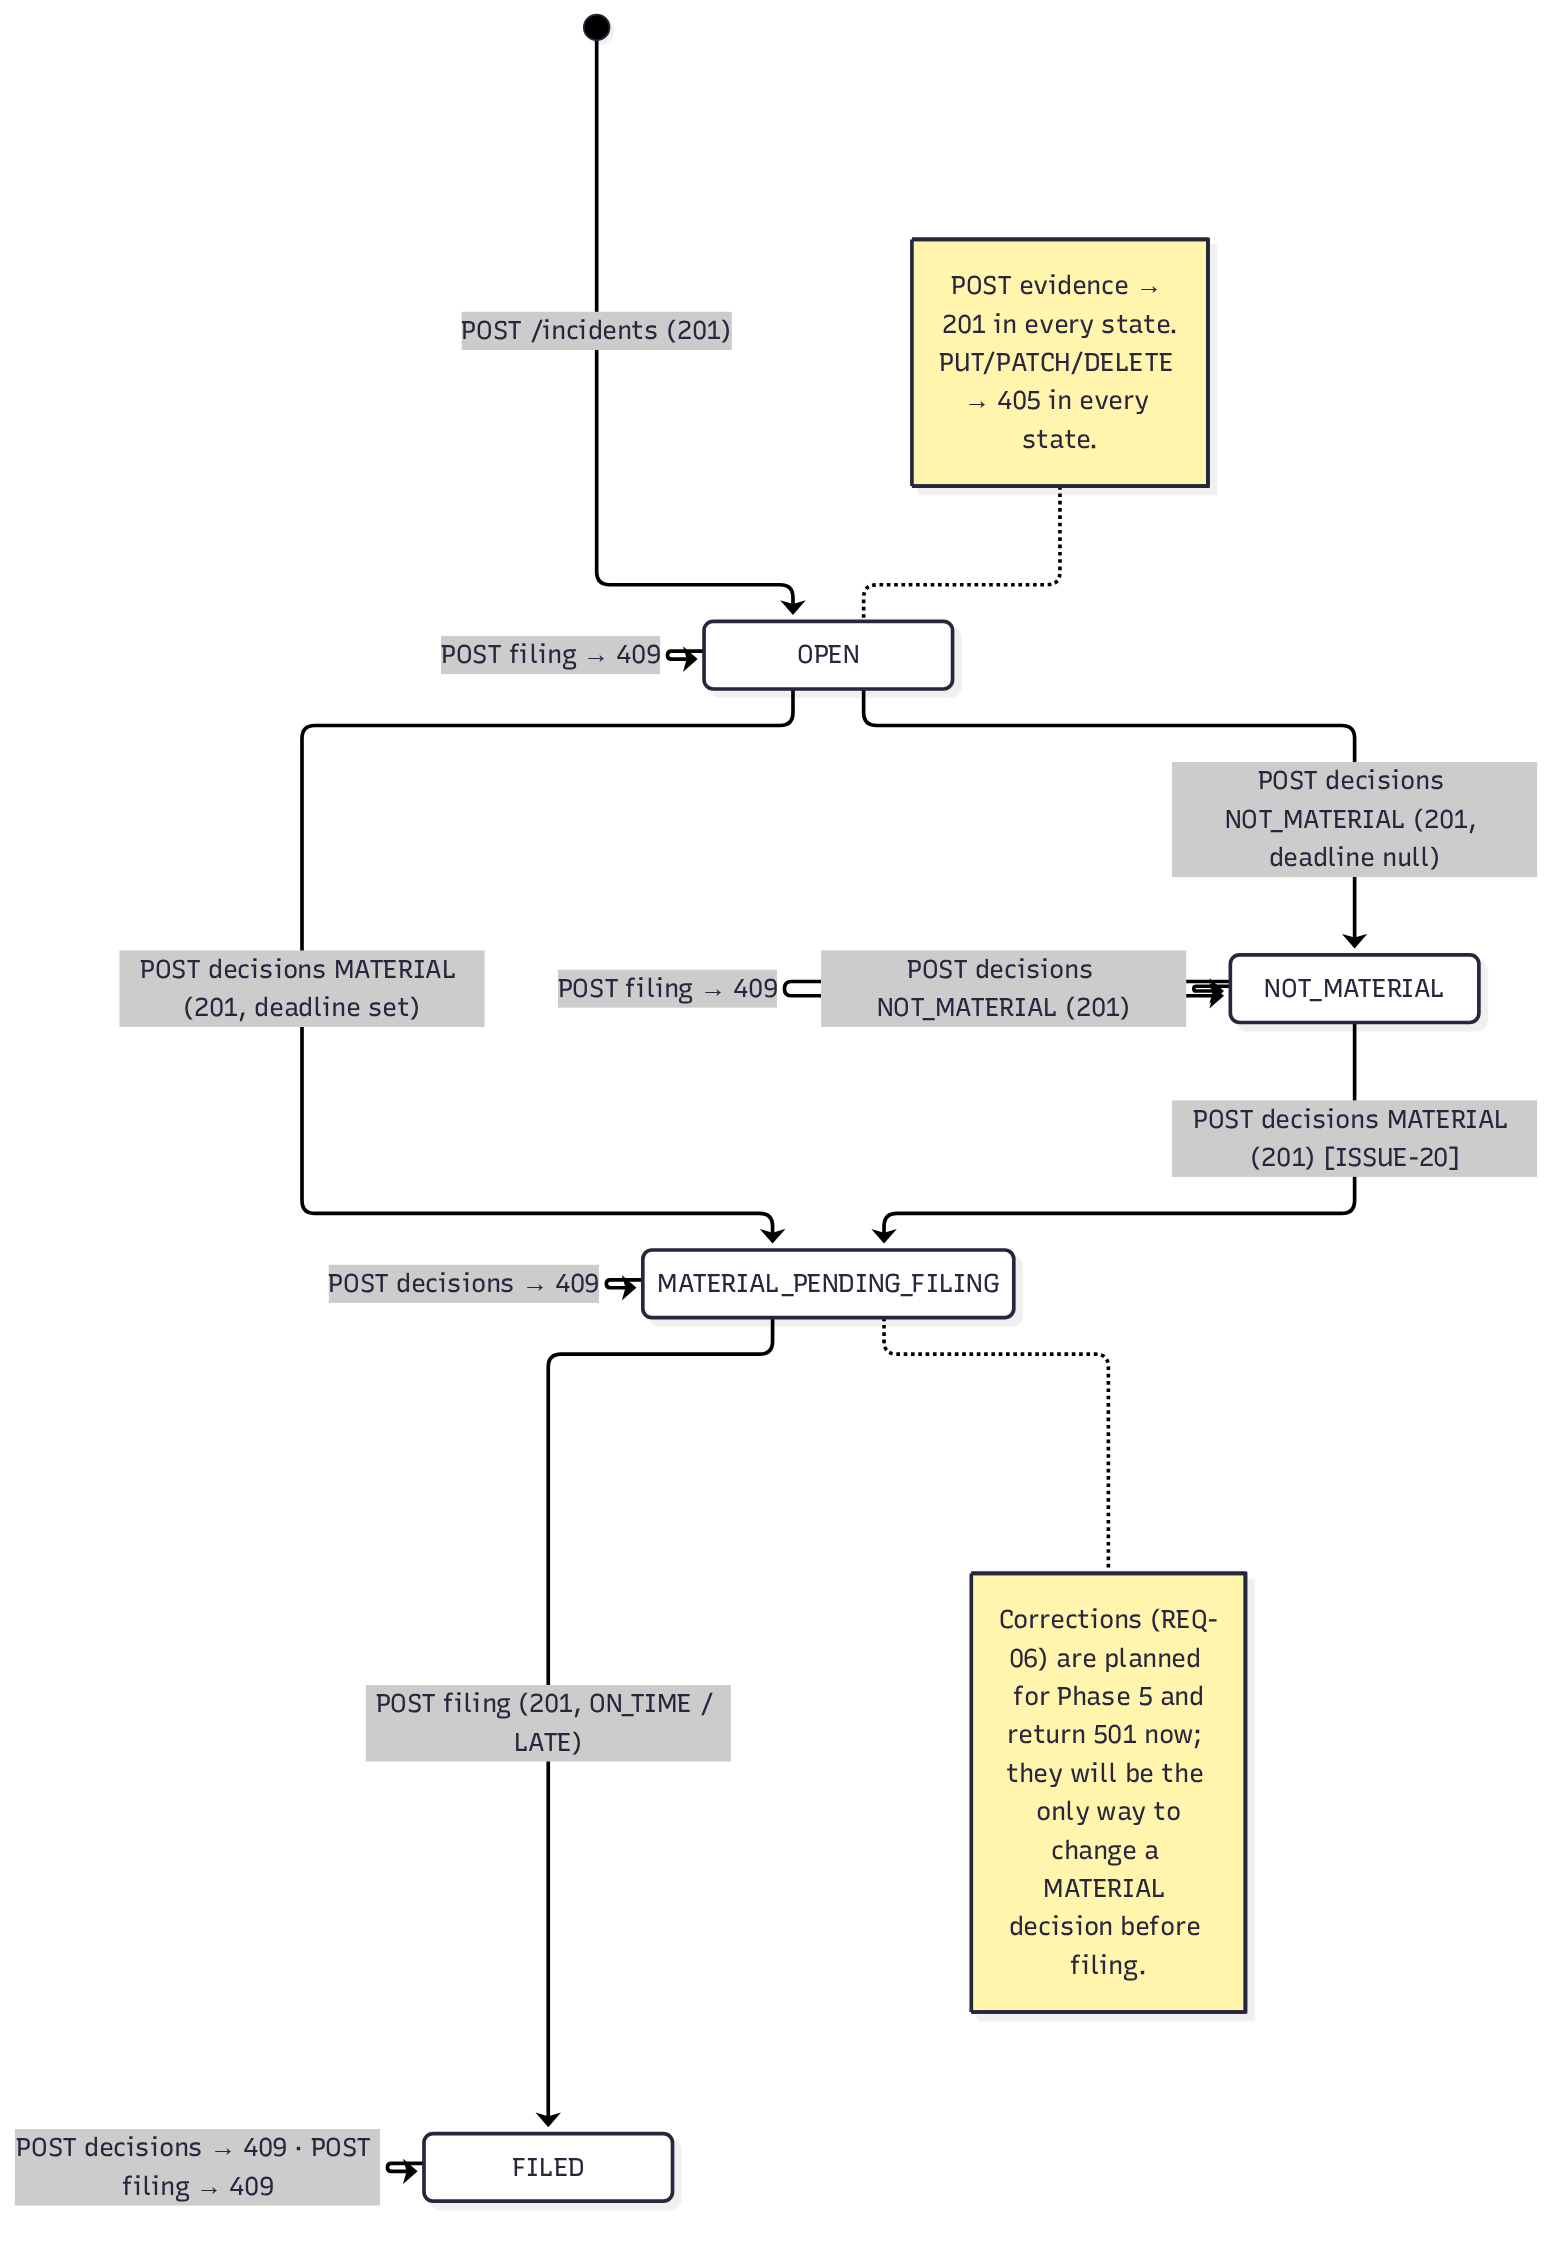 POST /incidents (201)
POST evidence →
201 in every state.
PUT/PATCH/DELETE
→ 405 in every
state.
POST filing → 409
OPEN
POST decisions
NOT_MATERIAL (201,
deadline null)
POST decisions MATERIAL
(201, deadline set)
POST filing → 409
POST decisions
NOT_MATERIAL (201)
NOT_MATERIAL
POST decisions MATERIAL
(201) [ISSUE-20]
POST decisions → 409
MATERIAL_PENDING_FILING
Corrections (REQ-
06) are planned
for Phase 5 and
return 501 now;
they will be the
only way to
change a
MATERIAL
decision before
filing.
POST filing (201, ON_TIME /
LATE)
POST decisions → 409 · POST
filing → 409
FILED